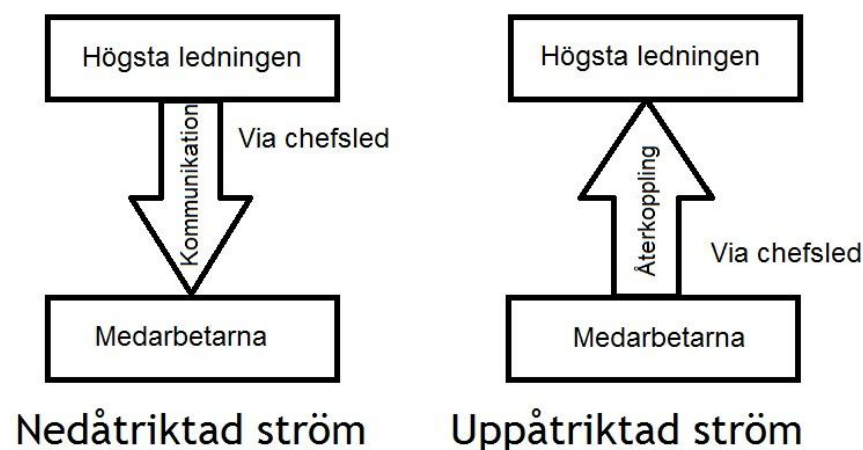 Högsta ledningen
Kommunikation
Via chefsled
Medarbetarna
Nedåtriktad ström
Högsta ledningen
Återkoppling
Via chefsled
Medarbetarna
Uppåtriktad ström